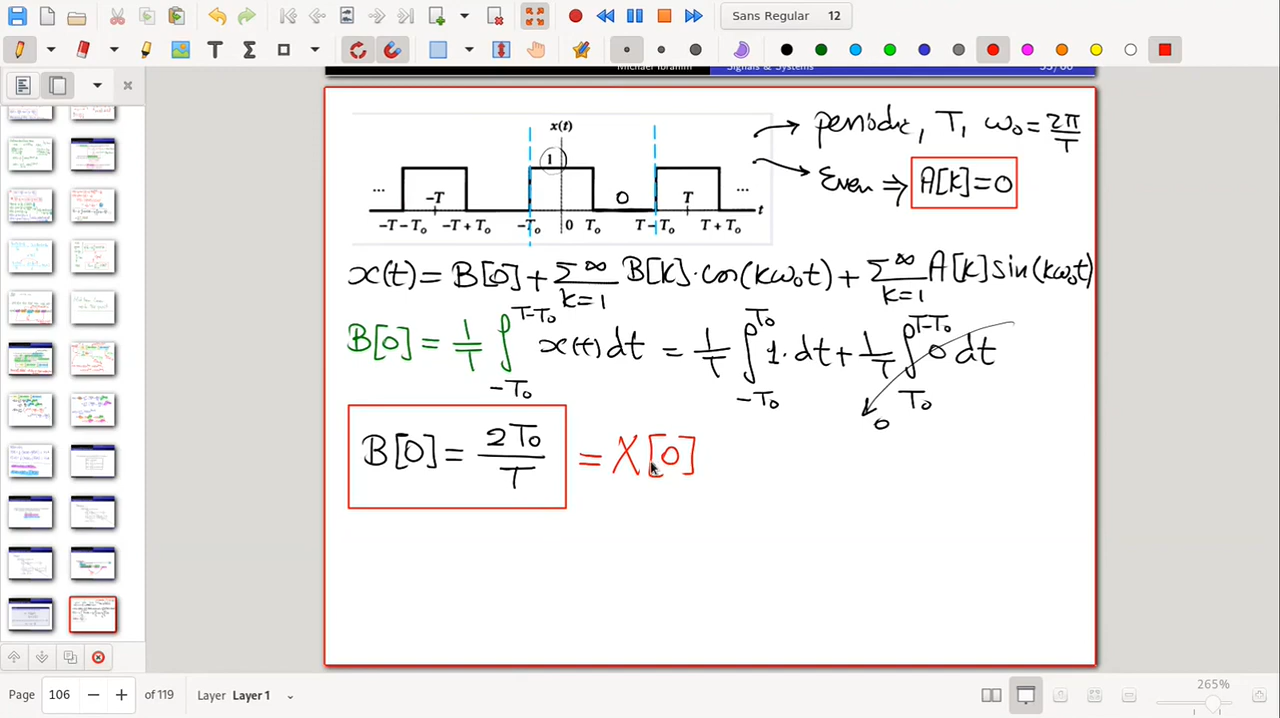 Sans Regular 12
Michael Ibrahim Signals & Systems
x(t)
1
0
... -T T ...
-T-T₀ -T+T₀ -T₀ 0 T₀ T-T₀ T+T₀ t
periodic, T, ω₀ = 2π/T
Even ⇒ A[k]=0
x(t) = B[0] + ∑_{k=1}^{∞} B[k]·cos(kω₀t) + ∑_{k=1}^{∞} A[k] sin(kω₀t)
B[0] = 1/T ∫_{-T₀}^{T-T₀} x(t) dt = 1/T ∫_{-T₀}^{T₀} 1·dt + 1/T ∫_{T₀}^{T-T₀} 0 dt
0
B[0] = 2T₀/T = X[0]
Page 106 of 119 Layer Layer 1 265%